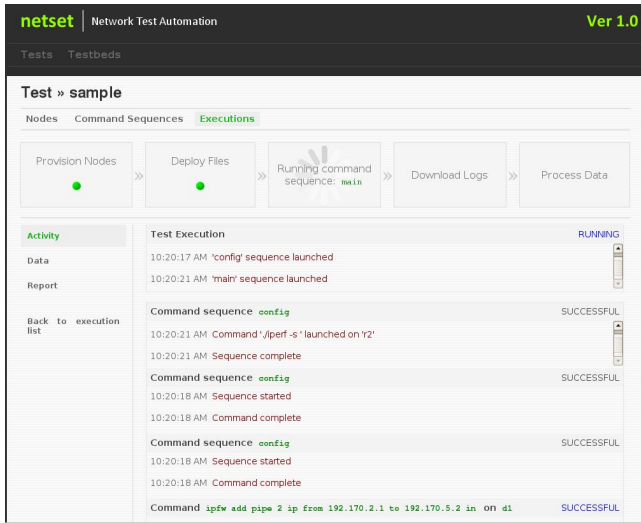 netset | Network Test Automation
Ver 1.0
Tests Testbeds
Test » sample
Nodes Command Sequences Executions
Provision Nodes
»
Deploy Files
»
Running command
sequence: main
»
Download Logs
»
Process Data
Activity
Data
Report
Back to execution
list
Test Execution RUNNING
10:20:17 AM 'config' sequence launched
10:20:21 AM 'main' sequence launched
Command sequence config SUCCESSFUL
10:20:21 AM Command './iperf -s ' launched on 'r2'
10:20:21 AM Sequence complete
Command sequence config SUCCESSFUL
10:20:18 AM Sequence started
10:20:18 AM Command complete
Command sequence config SUCCESSFUL
10:20:18 AM Sequence started
10:20:18 AM Command complete
Command ipfw add pipe 2 ip from 192.170.2.1 to 192.170.5.2 in on d1 SUCCESSFUL